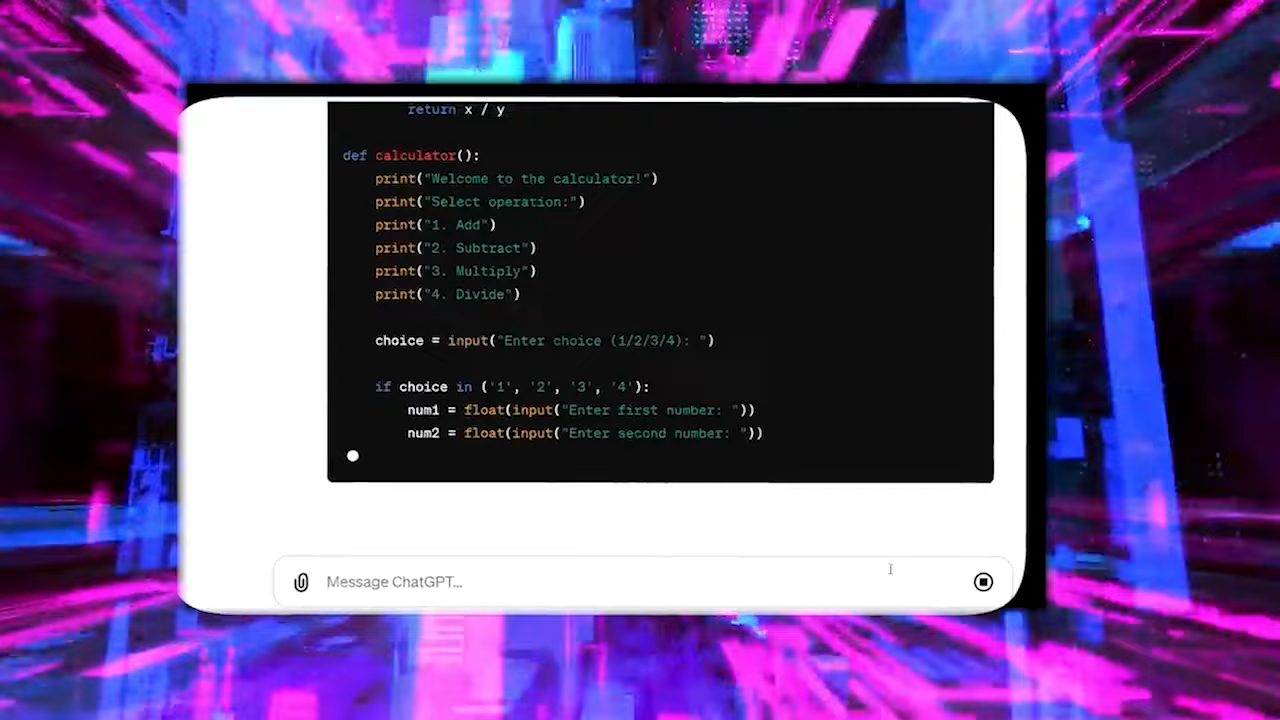 return x / y
def calculator():
print("Welcome to the calculator!")
print("Select operation:")
print("1. Add")
print("2. Subtract")
print("3. Multiply")
print("4. Divide")
choice = input("Enter choice (1/2/3/4): ")
if choice in ('1', '2', '3', '4'):
num1 = float(input("Enter first number: "))
num2 = float(input("Enter second number: "))
Message ChatGPT...